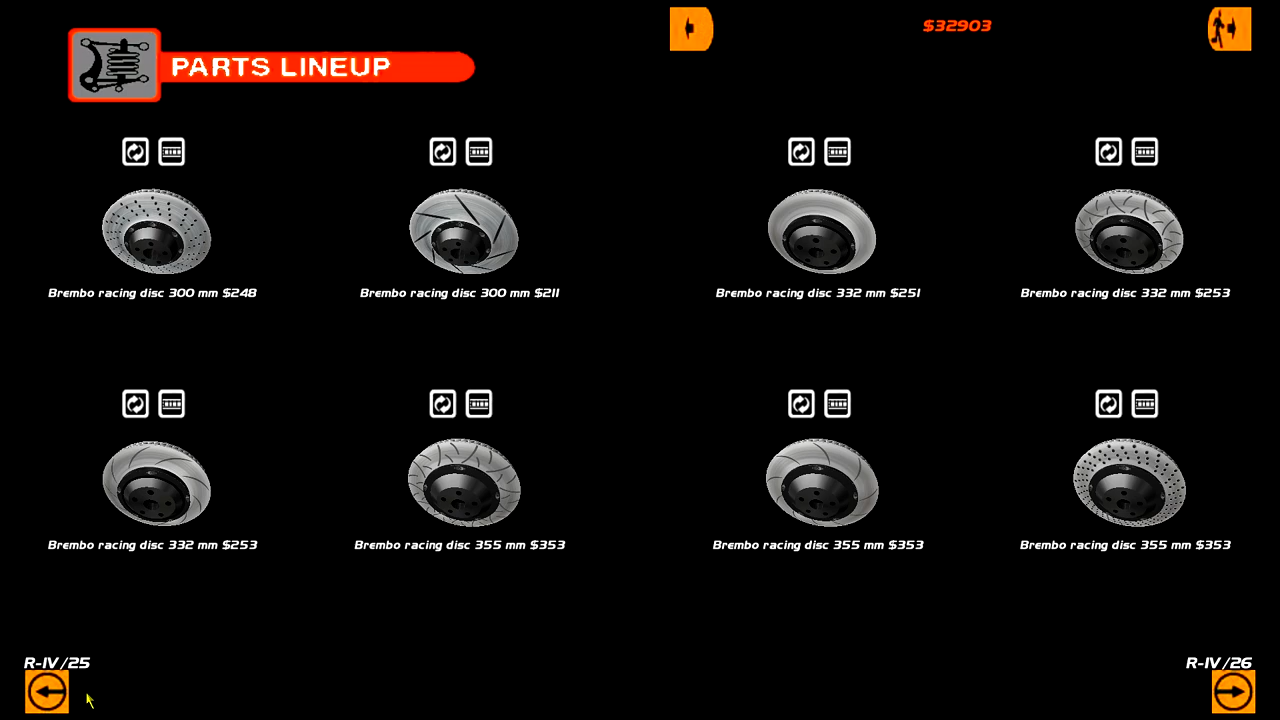 $32903
PARTS LINEUP
Brembo racing disc 300 mm $248
Brembo racing disc 300 mm $211
Brembo racing disc 332 mm $251
Brembo racing disc 332 mm $253
Brembo racing disc 332 mm $253
Brembo racing disc 355 mm $353
Brembo racing disc 355 mm $353
Brembo racing disc 355 mm $353
R-IV/25
R-IV/26